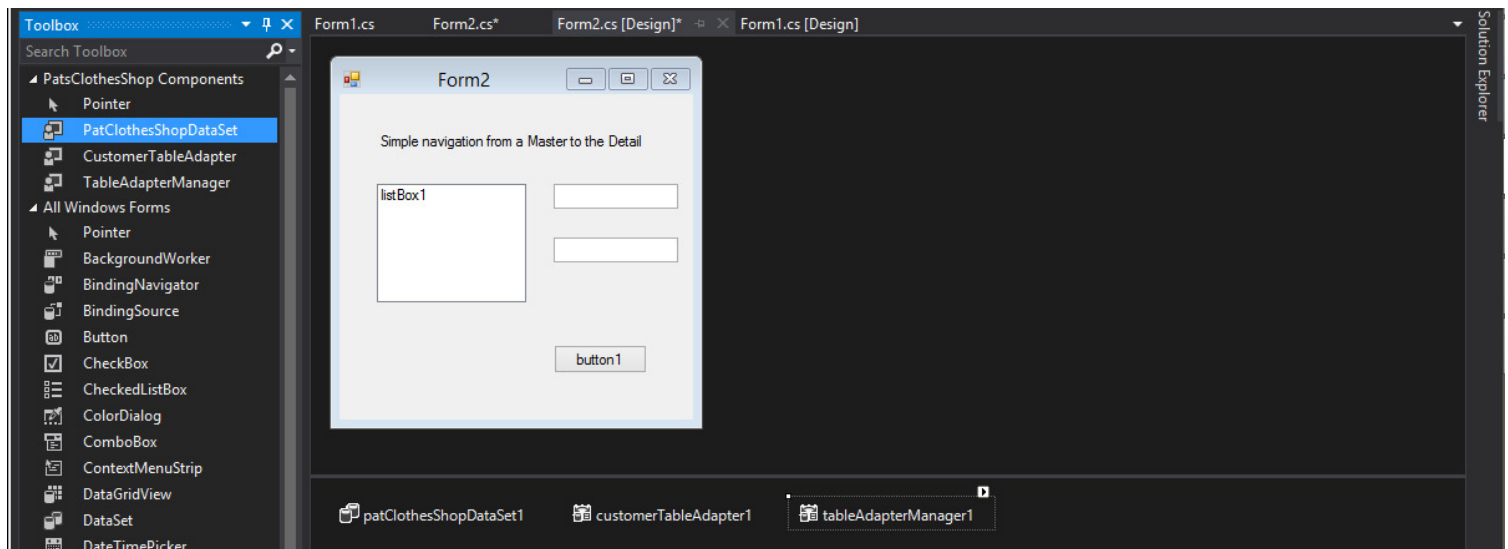 Toolbox
Search Toolbox
PatsClothesShop Components
Pointer
PatClothesShopDataSet
CustomerTableAdapter
TableAdapterManager
All Windows Forms
Pointer
BackgroundWorker
BindingNavigator
BindingSource
Button
CheckBox
CheckedListBox
ColorDialog
ComboBox
ContextMenuStrip
DataGridView
DataSet
DateTimePicker
Form1.cs
Form2.cs*
Form2.cs [Design]*
Form1.cs [Design]
Form2
Simple navigation from a Master to the Detail
listBox1
button1
patClothesShopDataSet1
customerTableAdapter1
tableAdapterManager1
Solution Explorer